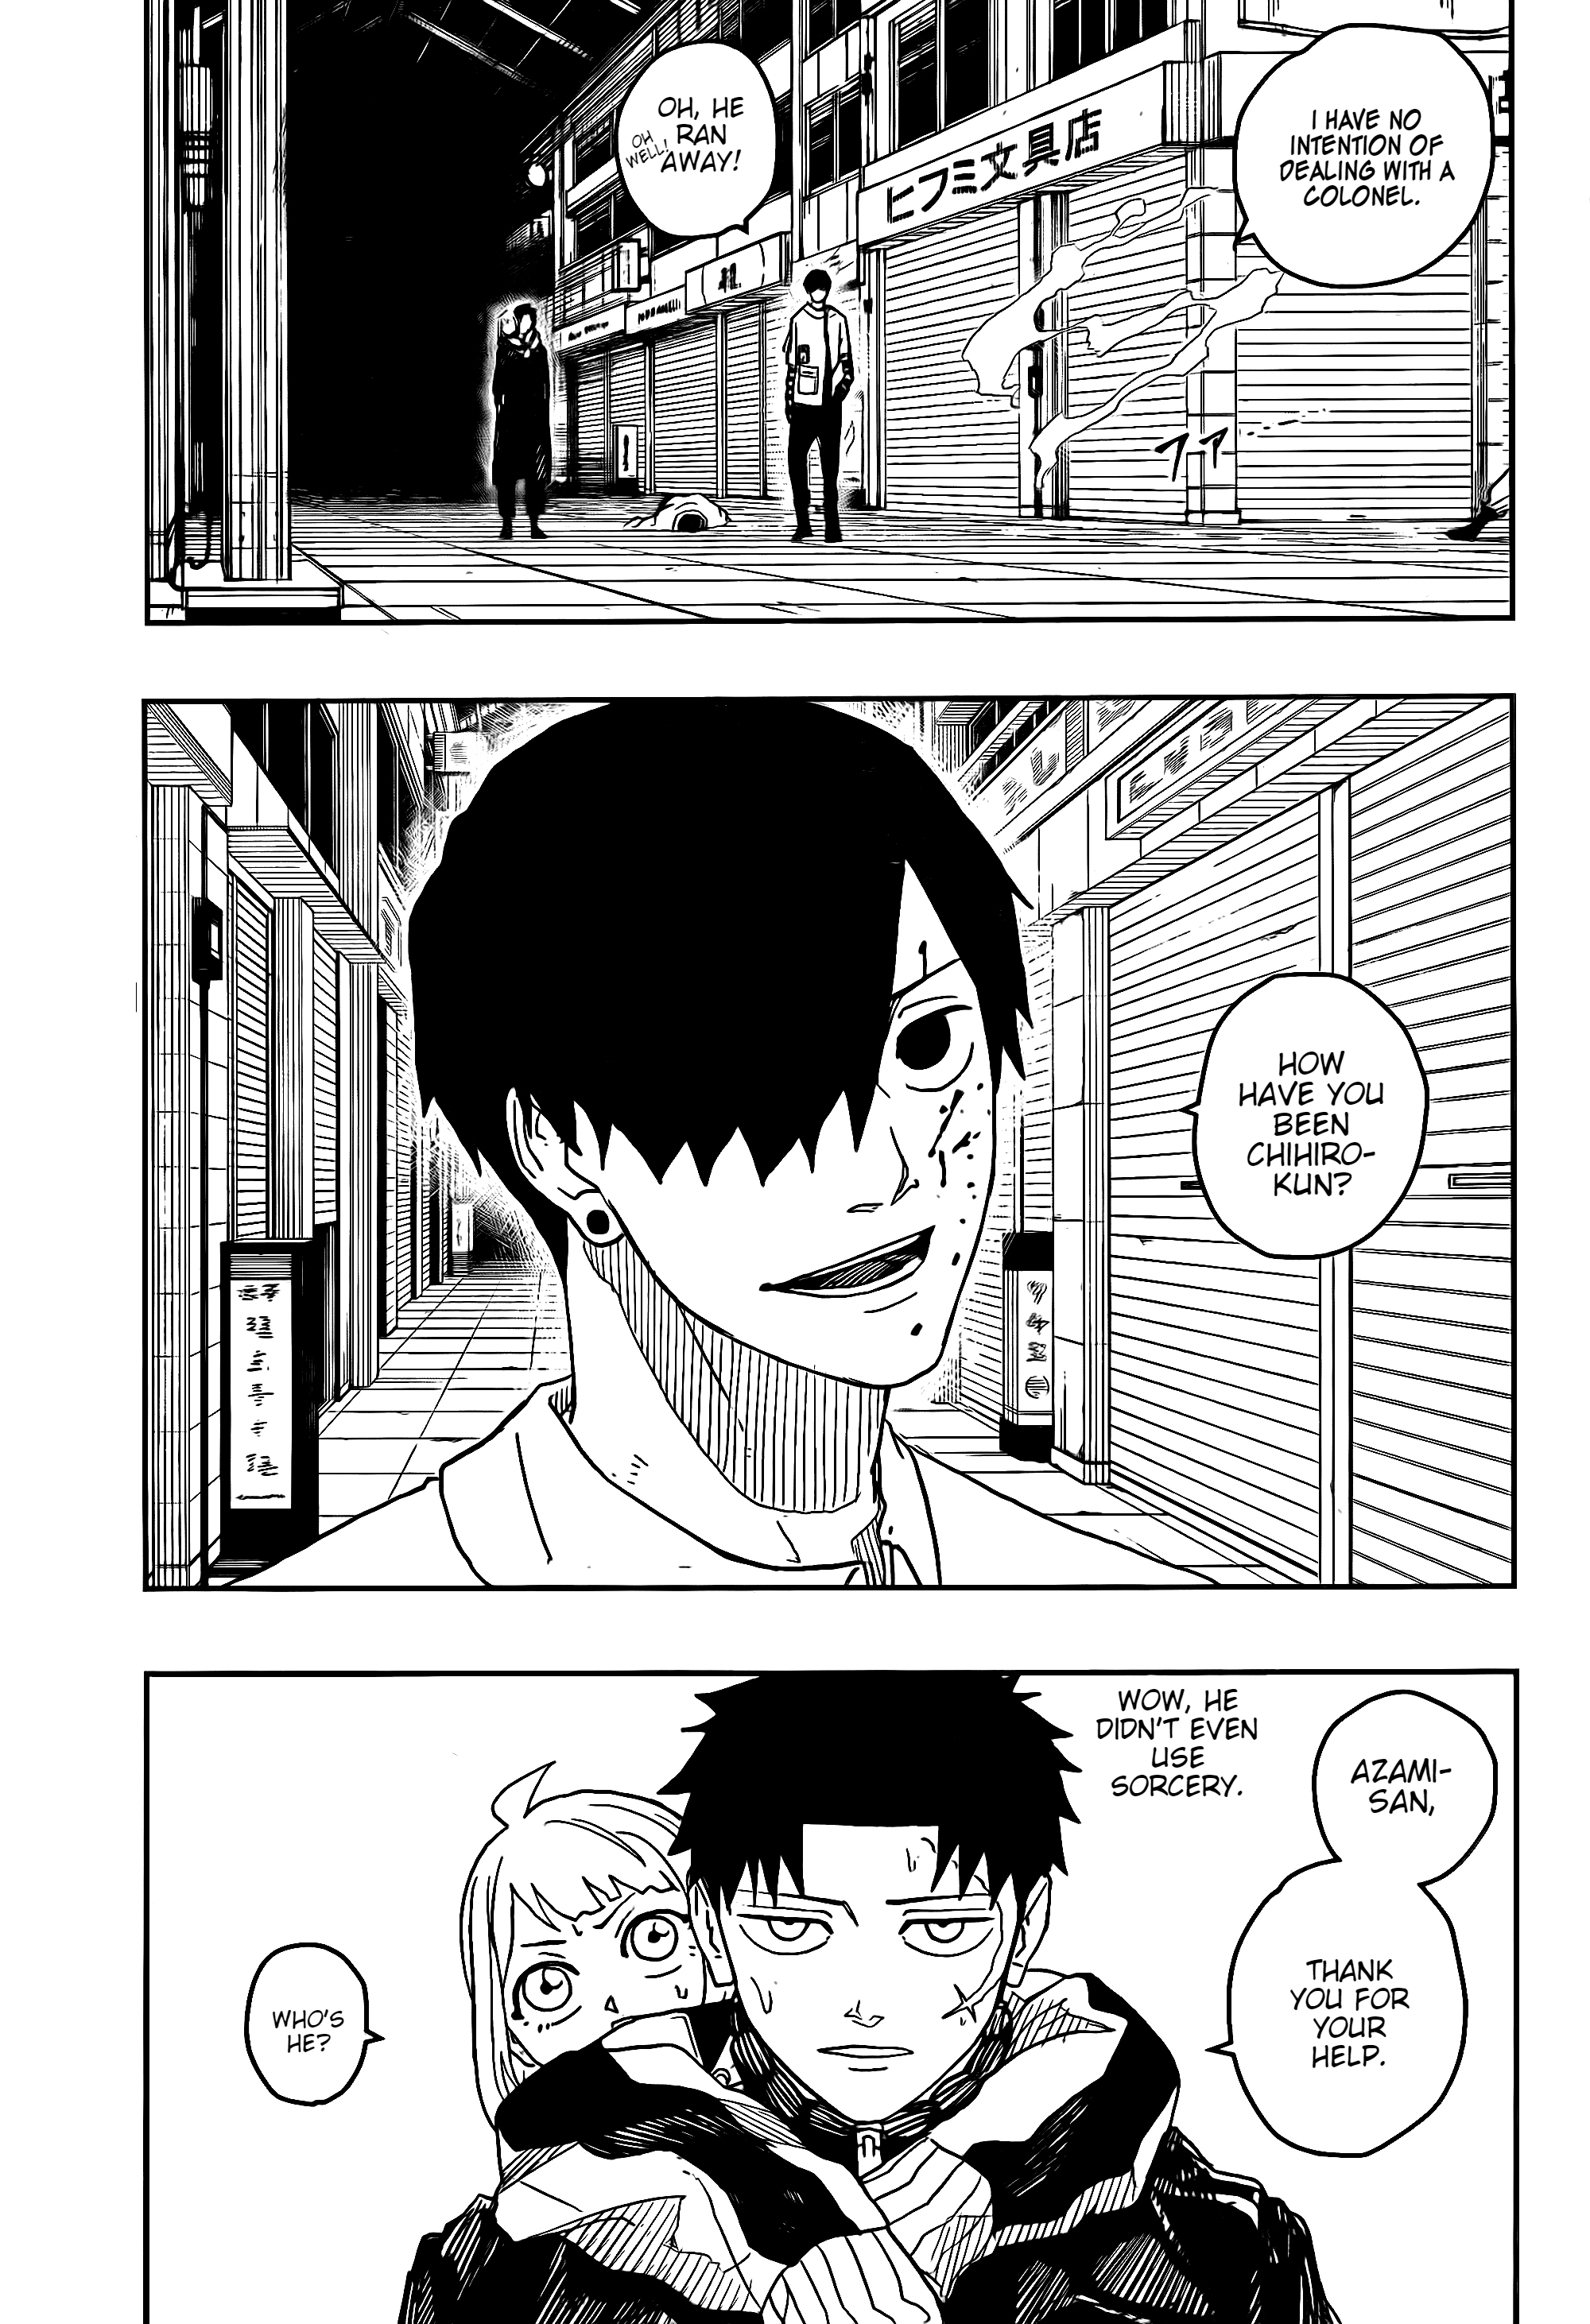 I HAVE NO
INTENTION OF
DEALING WITH A
COLONEL.
OH, HE
RAN
AWAY!
OH
WELL!
ヒフミ文具店
ファ
HOW
HAVE YOU
BEEN
CHIHIRO-
KUN?
AZAMI-
SAN,
THANK
YOU FOR
YOUR
HELP.
WOW, HE
DIDN'T EVEN
USE
SORCERY.
WHO'S
HE?